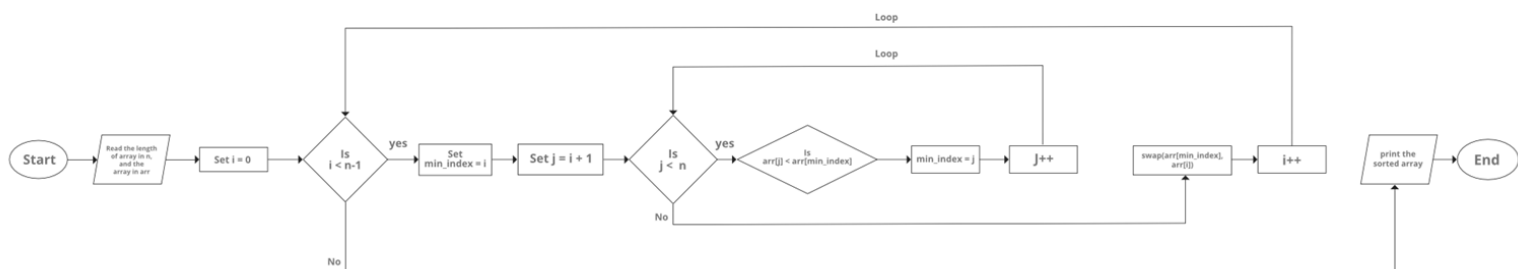 Loop
Loop
Start
Read the length
of array in n,
and the
array in arr
Set i = 0
Is
i < n-1
yes
Set
min_index = i
Set j = i + 1
Is
j < n
yes
Is
arr[j] < arr[min_index]
min_index = j
J++
swap(arr[min_index],
arr[i])
i++
print the
sorted array
End
No
No